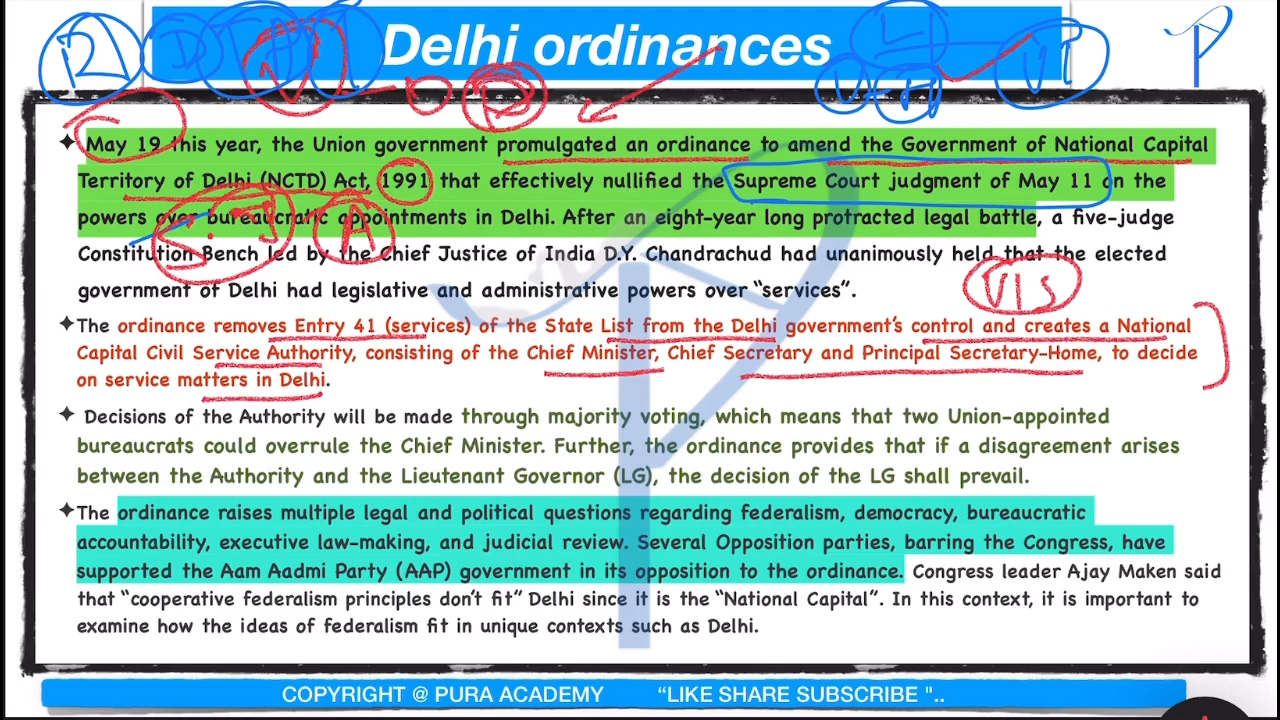 Delhi ordinances
May 19 this year, the Union government promulgated an ordinance to amend the Government of National Capital
Territory of Delhi (NCTD) Act, 1991 that effectively nullified the Supreme Court judgment of May 11 on the
powers over bureaucratic appointments in Delhi. After an eight-year long protracted legal battle, a five-judge
Constitution Bench led by the Chief Justice of India D.Y. Chandrachud had unanimously held that the elected
government of Delhi had legislative and administrative powers over “services”.
The ordinance removes Entry 41 (services) of the State List from the Delhi government’s control and creates a National
Capital Civil Service Authority, consisting of the Chief Minister, Chief Secretary and Principal Secretary-Home, to decide
on service matters in Delhi.
Decisions of the Authority will be made through majority voting, which means that two Union-appointed
bureaucrats could overrule the Chief Minister. Further, the ordinance provides that if a disagreement arises
between the Authority and the Lieutenant Governor (LG), the decision of the LG shall prevail.
The ordinance raises multiple legal and political questions regarding federalism, democracy, bureaucratic
accountability, executive law-making, and judicial review. Several Opposition parties, barring the Congress, have
supported the Aam Aadmi Party (AAP) government in its opposition to the ordinance. Congress leader Ajay Maken said
that “cooperative federalism principles don’t fit” Delhi since it is the “National Capital”. In this context, it is important to
examine how the ideas of federalism fit in unique contexts such as Delhi.
COPYRIGHT @ PURA ACADEMY “LIKE SHARE SUBSCRIBE "..